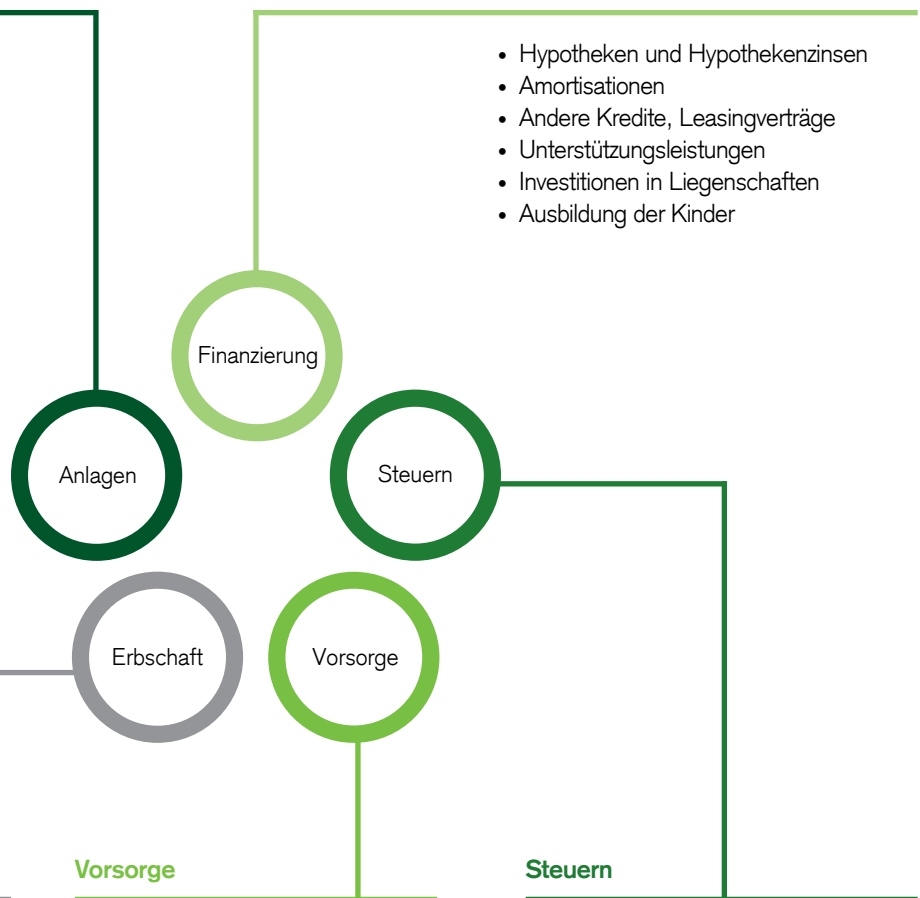 • Hypotheken und Hypothekenzinsen
• Amortisationen
• Andere Kredite, Leasingverträge
• Unterstützungsleistungen
• Investitionen in Liegenschaften
• Ausbildung der Kinder
Finanzierung
Anlagen
Steuern
Erbschaft
Vorsorge
Vorsorge
Steuern